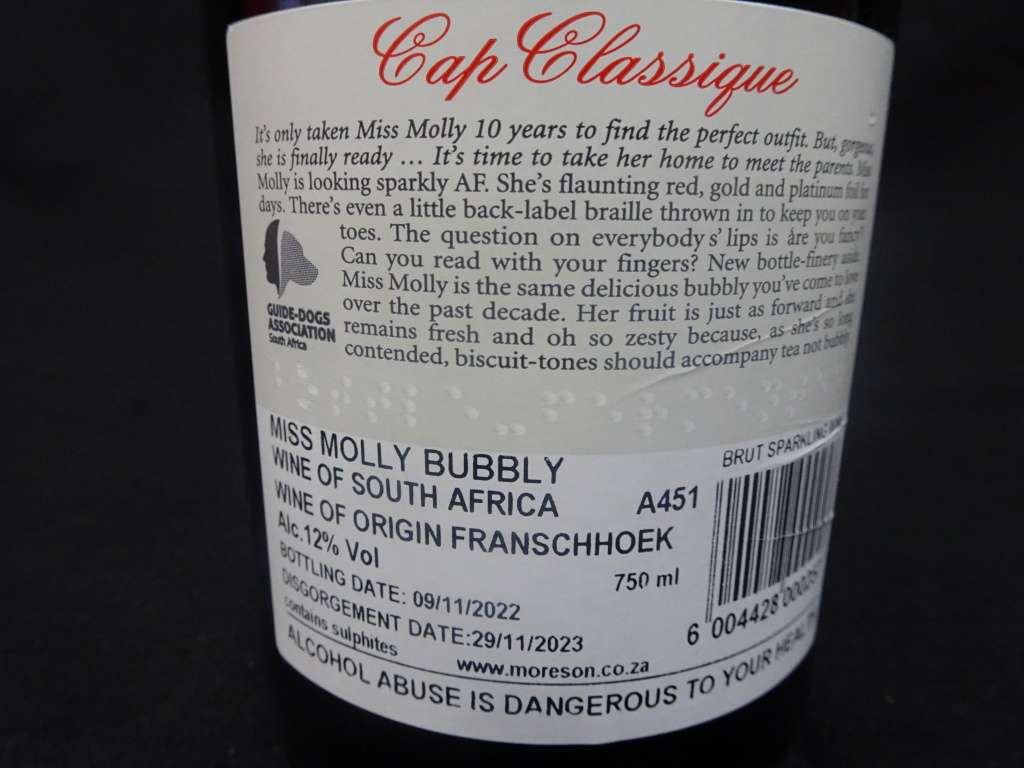 Cap Classique
It's only taken Miss Molly 10 years to find the perfect outfit. But, gorgeous,
she is finally ready ... It's time to take her home to meet the parents. Miss
Molly is looking sparkly AF. She's flaunting red, gold and platinum foil for
days. There's even a little back-label braille thrown in to keep you on your
toes. The question on everybody s' lips is åre you fancy?
Can you read with your fingers? New bottle-finery aside
Miss Molly is the same delicious bubbly you've come to love
over the past decade. Her fruit is just as forward and she
remains fresh and oh so zesty because, as she's so long
contended, biscuit-tones should accompany tea not bubbly
GUIDE-DOGS
ASSOCIATION
South Africa
MISS MOLLY BUBBLY
BRUT SPARKLING
WINE OF SOUTH AFRICA
A451
WINE OF ORIGIN FRANSCHHOEK
Alc.12% Vol
750 ml
BOTTLING DATE: 09/11/2022
DISGORGEMENT DATE:29/11/2023
6 004428 00025
contains sulphites
www.moreson.co.za
ALCOHOL ABUSE IS DANGEROUS TO YOUR HEALTH